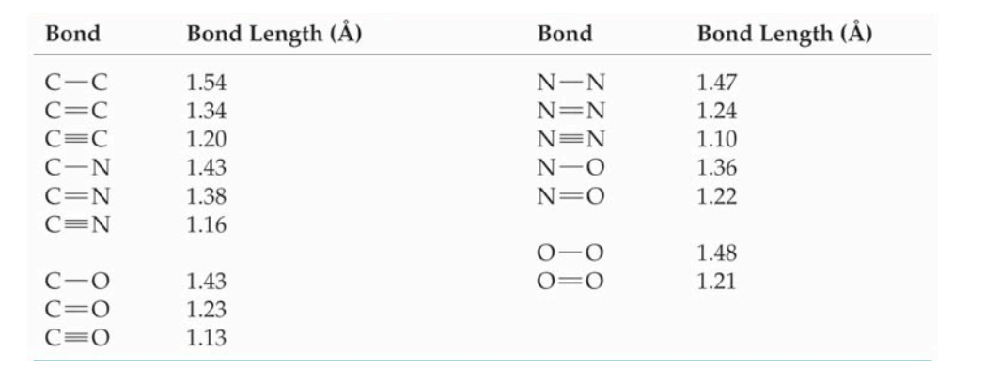 Bond Bond Length (Å) Bond Bond Length (Å)
C—C 1.54 N—N 1.47
C=C 1.34 N=N 1.24
C≡C 1.20 N≡N 1.10
C—N 1.43 N—O 1.36
C=N 1.38 N=O 1.22
C≡N 1.16
O—O 1.48
C—O 1.43 O=O 1.21
C=O 1.23
C≡O 1.13